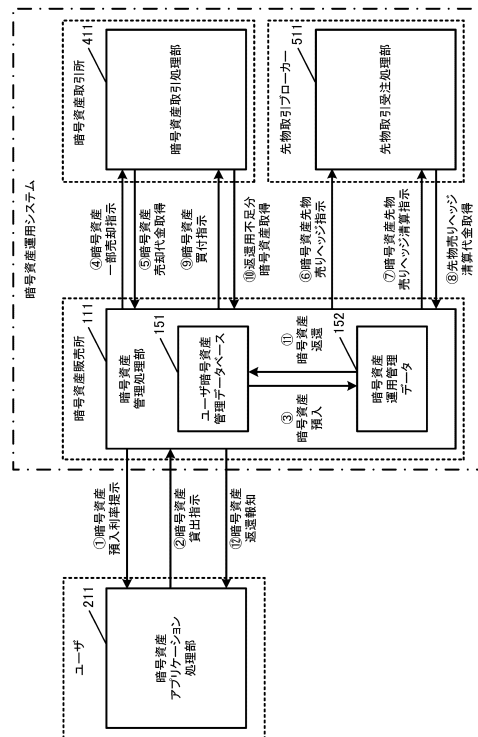 暗号資産運用システム
ユーザ
211
暗号資産
アプリケーション
処理部
①暗号資産
預入利率提示
②暗号資産
貸出指示
⑫暗号資産
返還報知
暗号資産販売所
111
暗号資産
管理処理部
151
ユーザ暗号資産
管理データベース
③
暗号資産
預入
⑪
暗号資産
返還
152
暗号資産
運用管理
データ
④暗号資産
一部売却指示
⑤暗号資産
売却代金取得
⑨暗号資産
買付指示
⑩返還用不足分
暗号資産取得
⑥暗号資産先物
売りヘッジ指示
⑦暗号資産先物
売りヘッジ清算指示
⑧先物売りヘッジ
清算代金取得
暗号資産取引所
411
暗号資産取引処理部
先物取引ブローカー
511
先物取引受注処理部